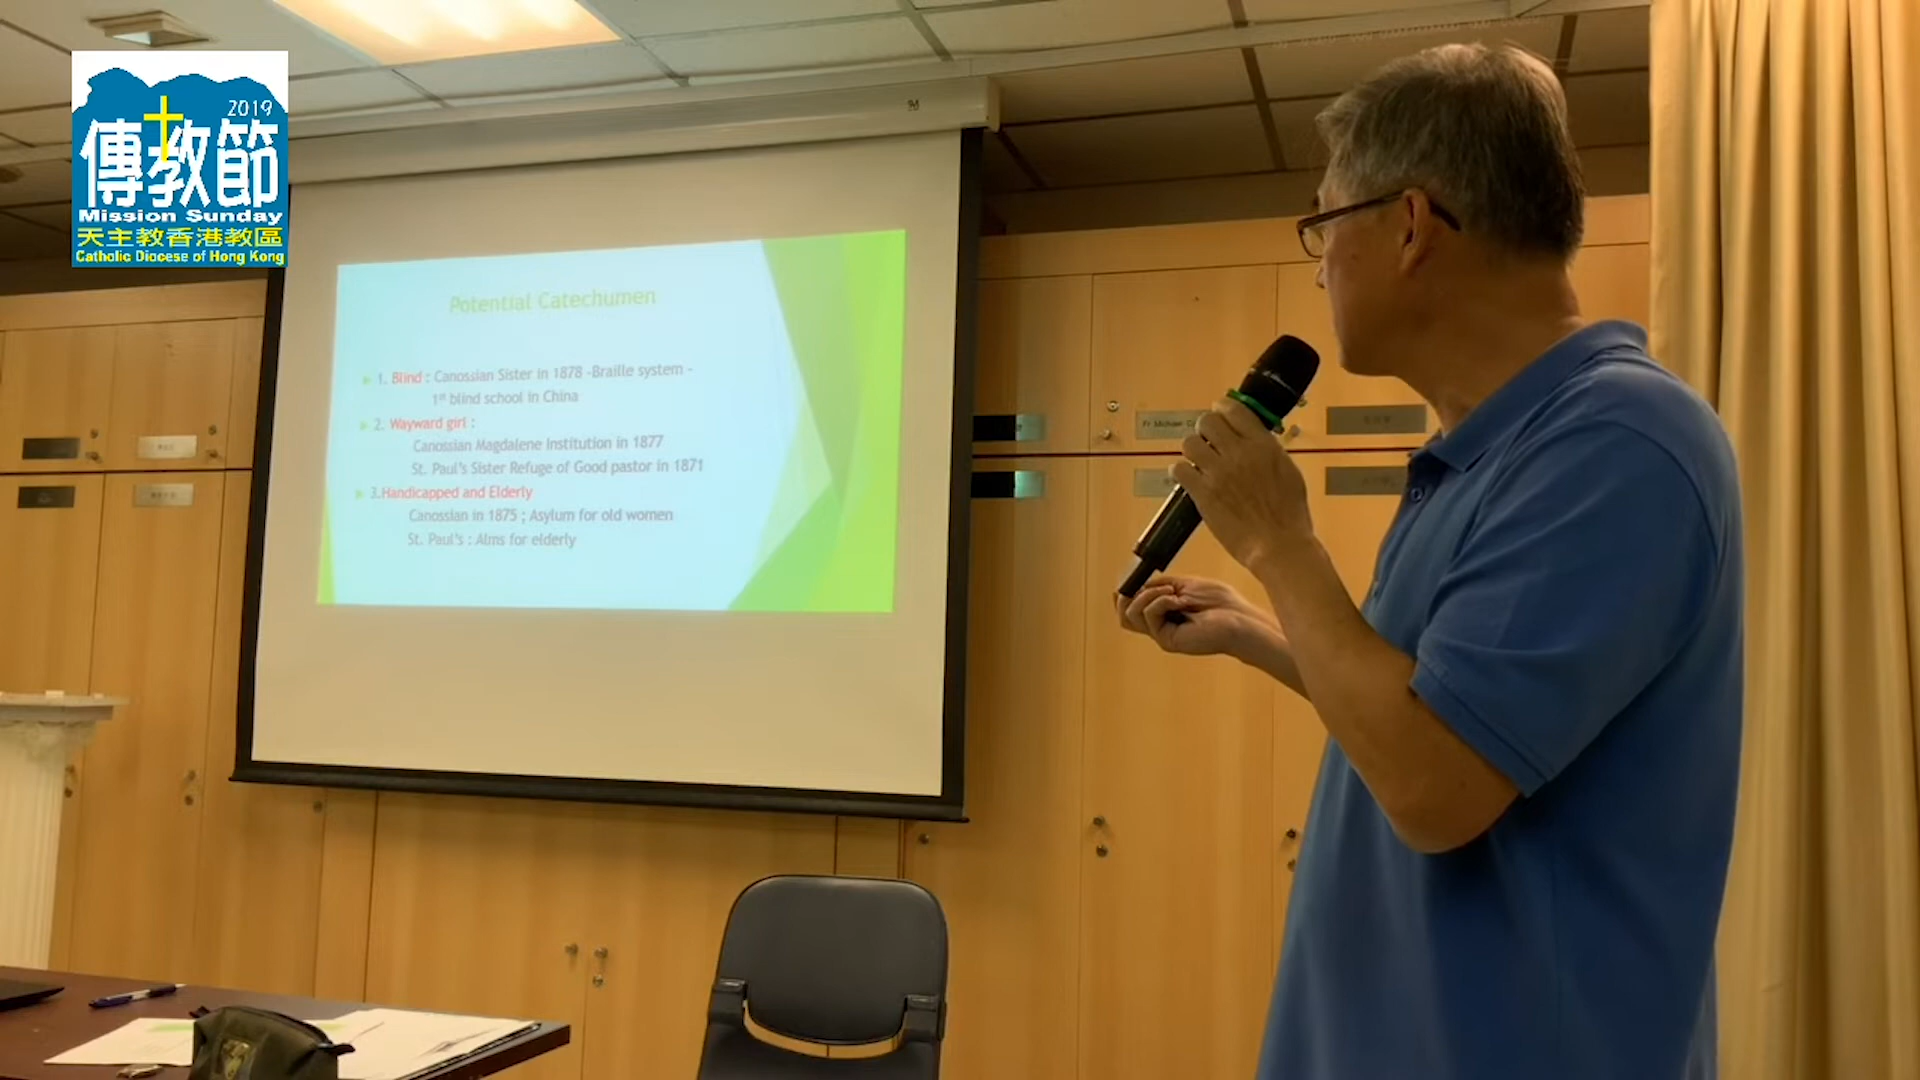 2019
傳教節
Mission Sunday
天主教香港教區
Catholic Diocese of Hong Kong
Potential Catechumen
1. Blind : Canossian Sister in 1878 -Braille system -
1st blind school in China
2. Wayward girl :
Canossian Magdalene Institution in 1877
St. Paul's Sister Refuge of Good pastor in 1871
3.Handicapped and Elderly
Canossian in 1875 ; Asylum for old women
St. Paul's : Alms for elderly
Fr Michael